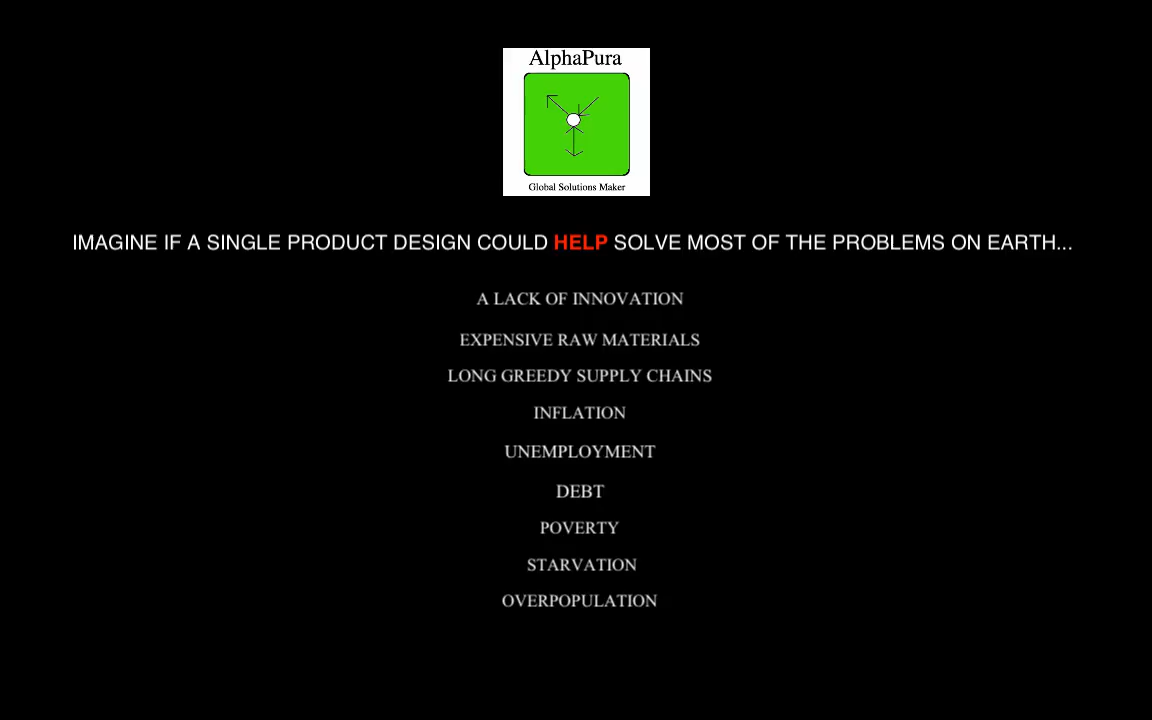 AlphaPura
Global Solutions Maker
IMAGINE IF A SINGLE PRODUCT DESIGN COULD HELP SOLVE MOST OF THE PROBLEMS ON EARTH...
A LACK OF INNOVATION
EXPENSIVE RAW MATERIALS
LONG GREEDY SUPPLY CHAINS
INFLATION
UNEMPLOYMENT
DEBT
POVERTY
STARVATION
OVERPOPULATION